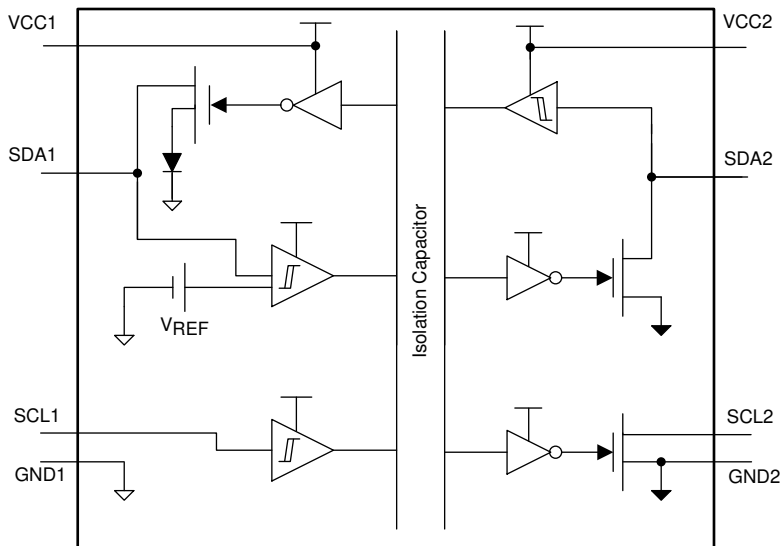 VCC1
VCC2
SDA1
SDA2
Isolation Capacitor
VREF
SCL1
SCL2
GND1
GND2